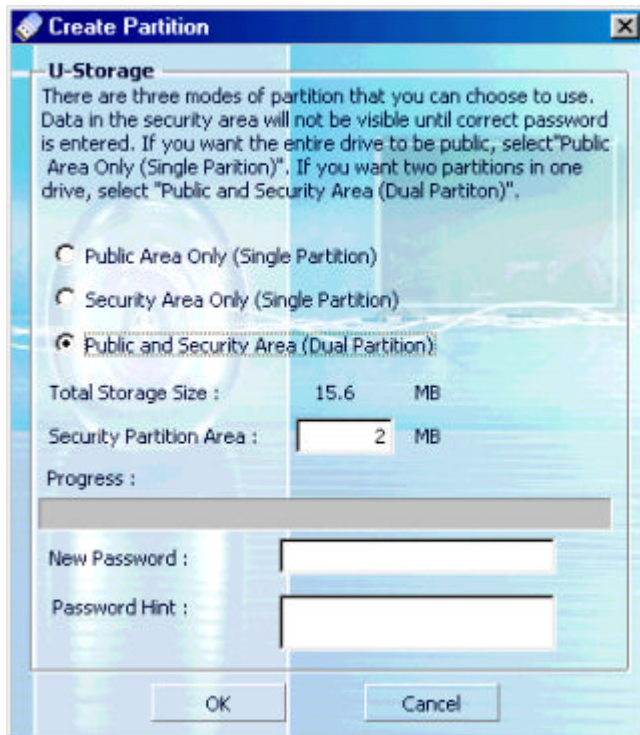 Create Partition
U-Storage
There are three modes of partition that you can choose to use.
Data in the security area will not be visible until correct password
is entered. If you want the entire drive to be public, select"Public
Area Only (Single Parition)". If you want two partitions in one
drive, select "Public and Security Area (Dual Partiton)".
Public Area Only (Single Partition)
Security Area Only (Single Partition)
Public and Security Area (Dual Partition)
Total Storage Size : 15.6 MB
Security Partition Area : 2 MB
Progress :
New Password :
Password Hint :
OK Cancel